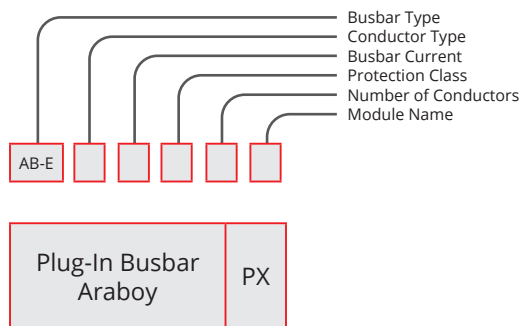 Busbar Type
Conductor Type
Busbar Current
Protection Class
Number of Conductors
Module Name
AB-E
Plug-In Busbar
Araboy
PX